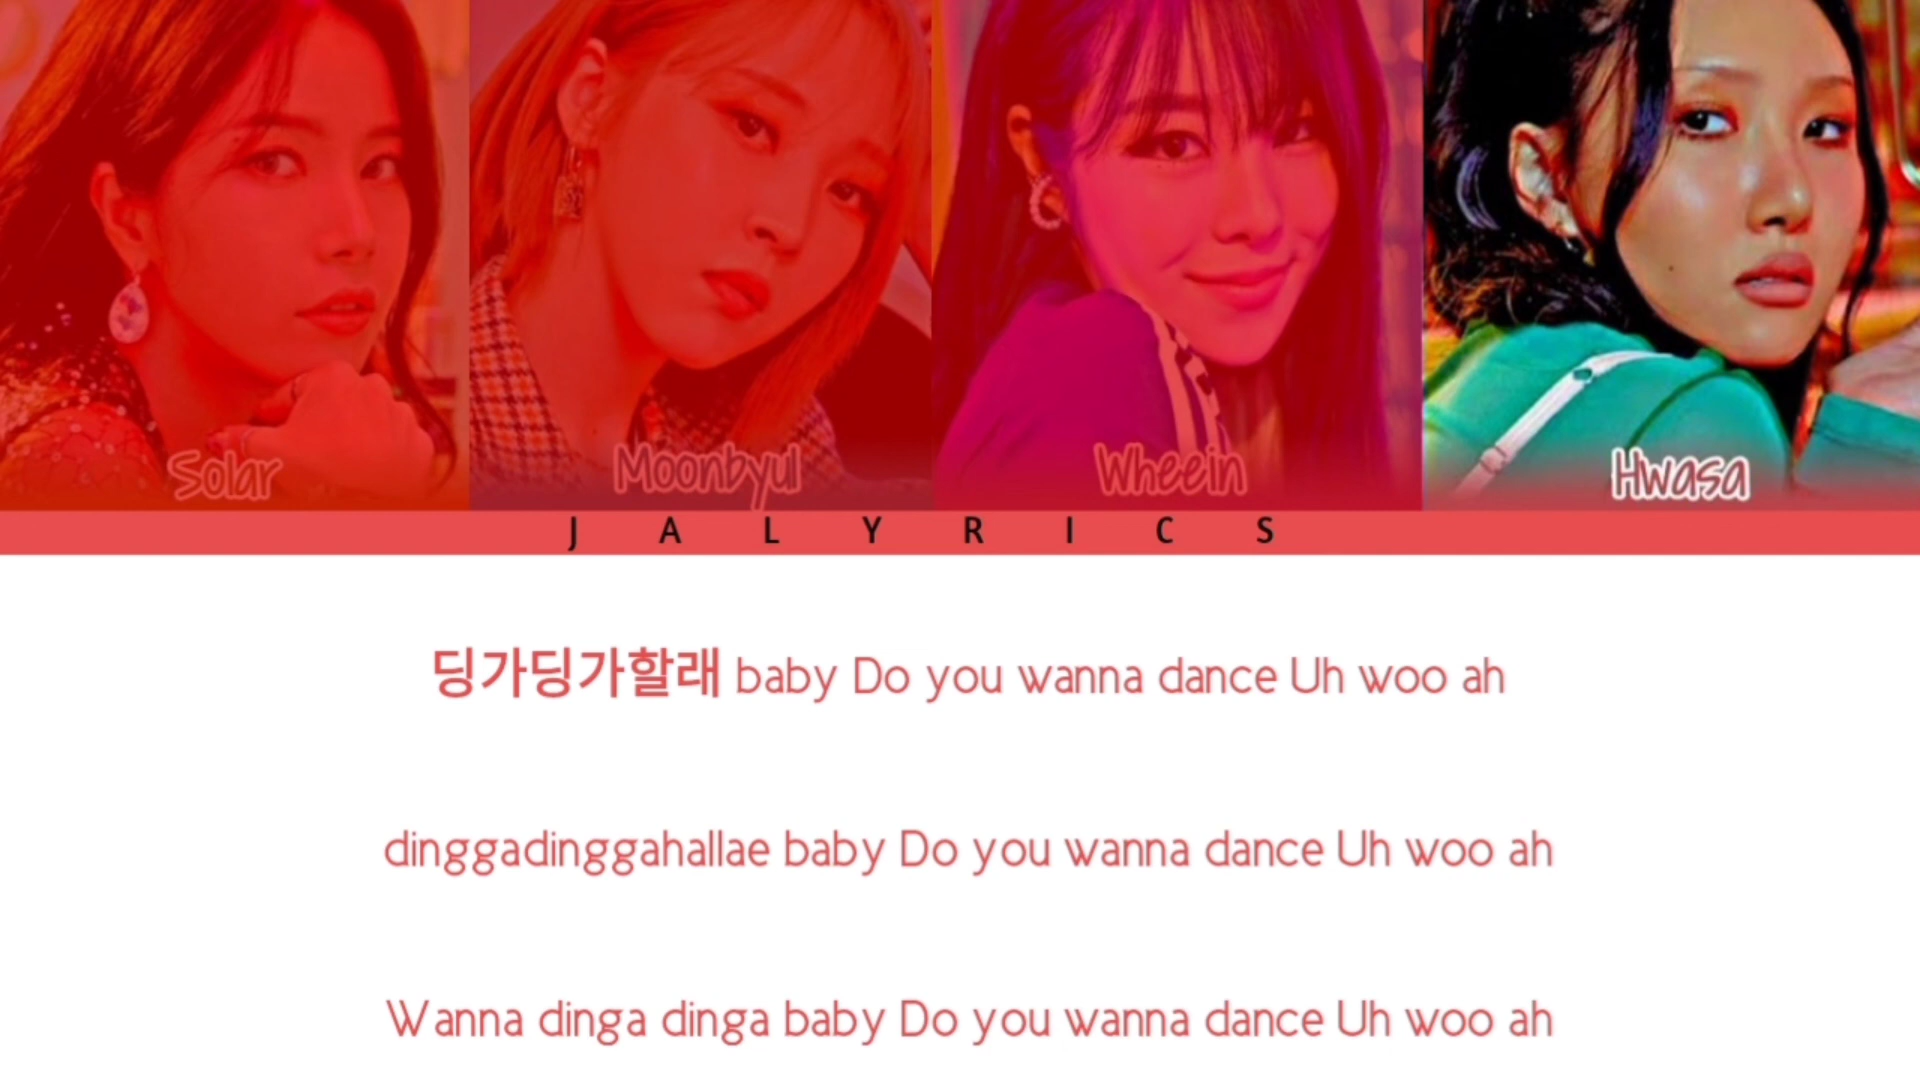 Solar
Moonbyul
Wheein
Hwasa
J A L Y R I C S
딩가딩가할래 baby Do you wanna dance Uh woo ah
dinggadinggahallae baby Do you wanna dance Uh woo ah
Wanna dinga dinga baby Do you wanna dance Uh woo ah